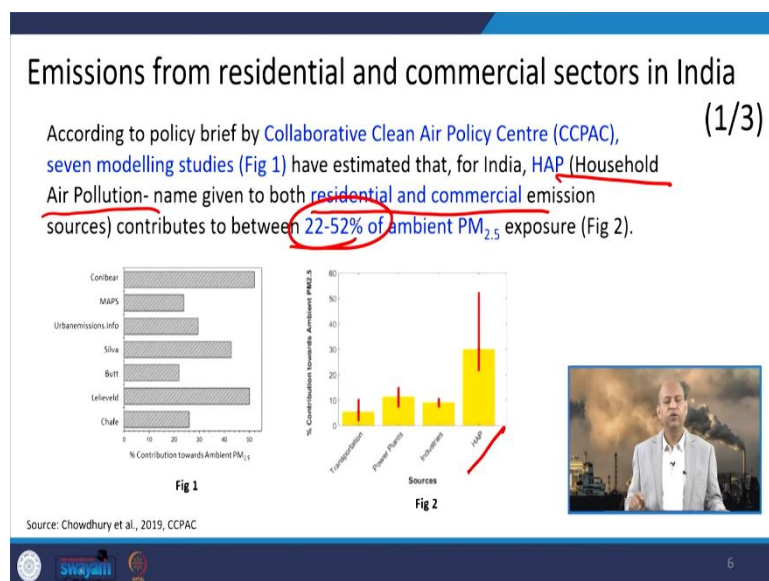 Emissions from residential and commercial sectors in India
(1/3)
According to policy brief by Collaborative Clean Air Policy Centre (CCPAC),
seven modelling studies (Fig 1) have estimated that, for India, HAP (Household
Air Pollution- name given to both residential and commercial emission
sources) contributes to between 22-52% of ambient PM2.5 exposure (Fig 2).
Conibear
MAPS
Urbanemissions.info
Silva
Butt
Lelieveld
Chafe
0 10 20 30 40 50
% Contribution towards Ambient PM2.5
Fig 1
% Contribution towards Ambient PM2.5
60
50
40
30
20
10
0
Transportation
Power Plants
Industries
HAP
Sources
Fig 2
Source: Chowdhury et al., 2019, CCPAC
swayam
6